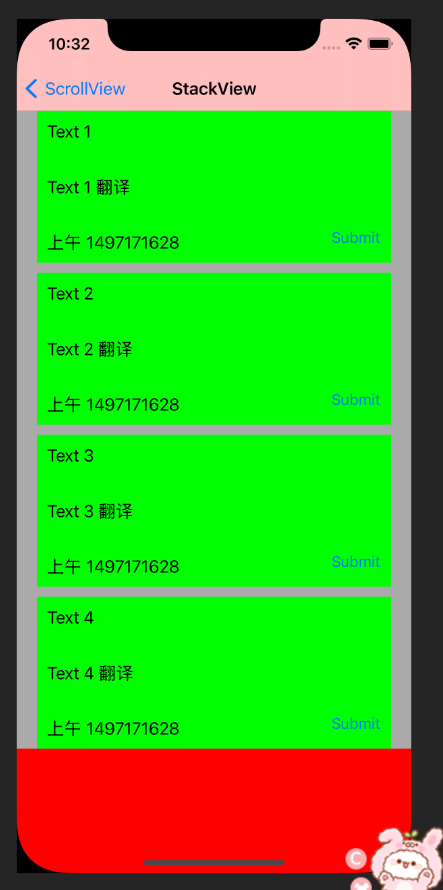 10:32
ScrollView
StackView
Text 1
Text 1 翻译
上午 1497171628
Submit
Text 2
Text 2 翻译
上午 1497171628
Submit
Text 3
Text 3 翻译
上午 1497171628
Submit
Text 4
Text 4 翻译
上午 1497171628
Submit
C